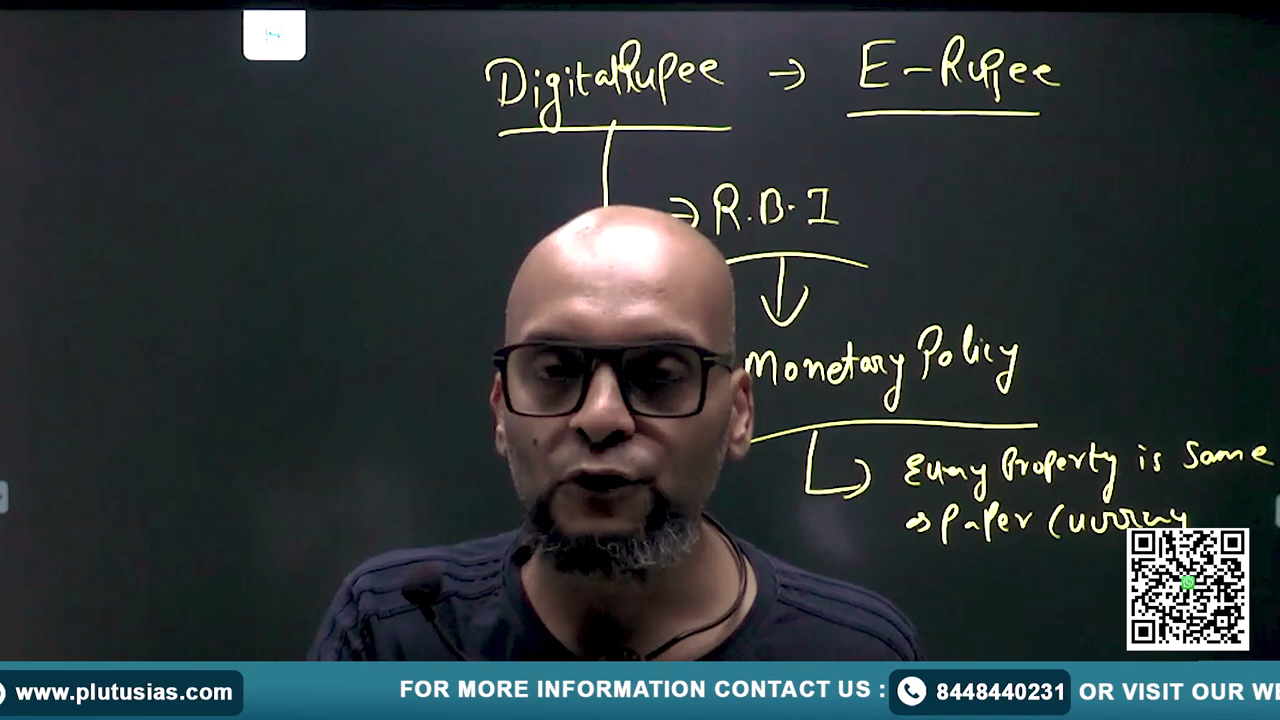 DigitalRupee → E-Rupee
→ R.B.I
Monetary Policy
Every Property is same
as Paper Currency
www.plutusias.com
FOR MORE INFORMATION CONTACT US :
8448440231
OR VISIT OUR WE